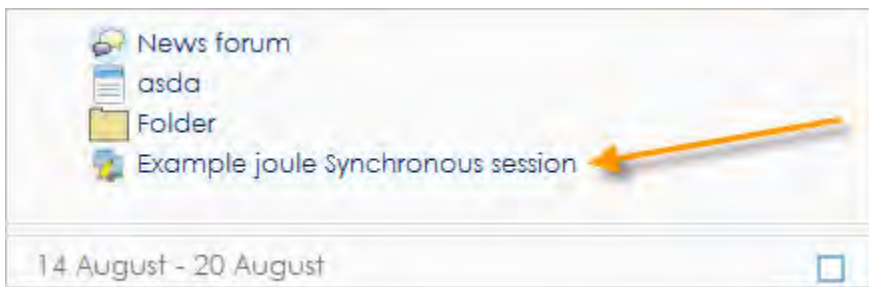 News forum
asda
Folder
Example joule Synchronous session
14 August - 20 August